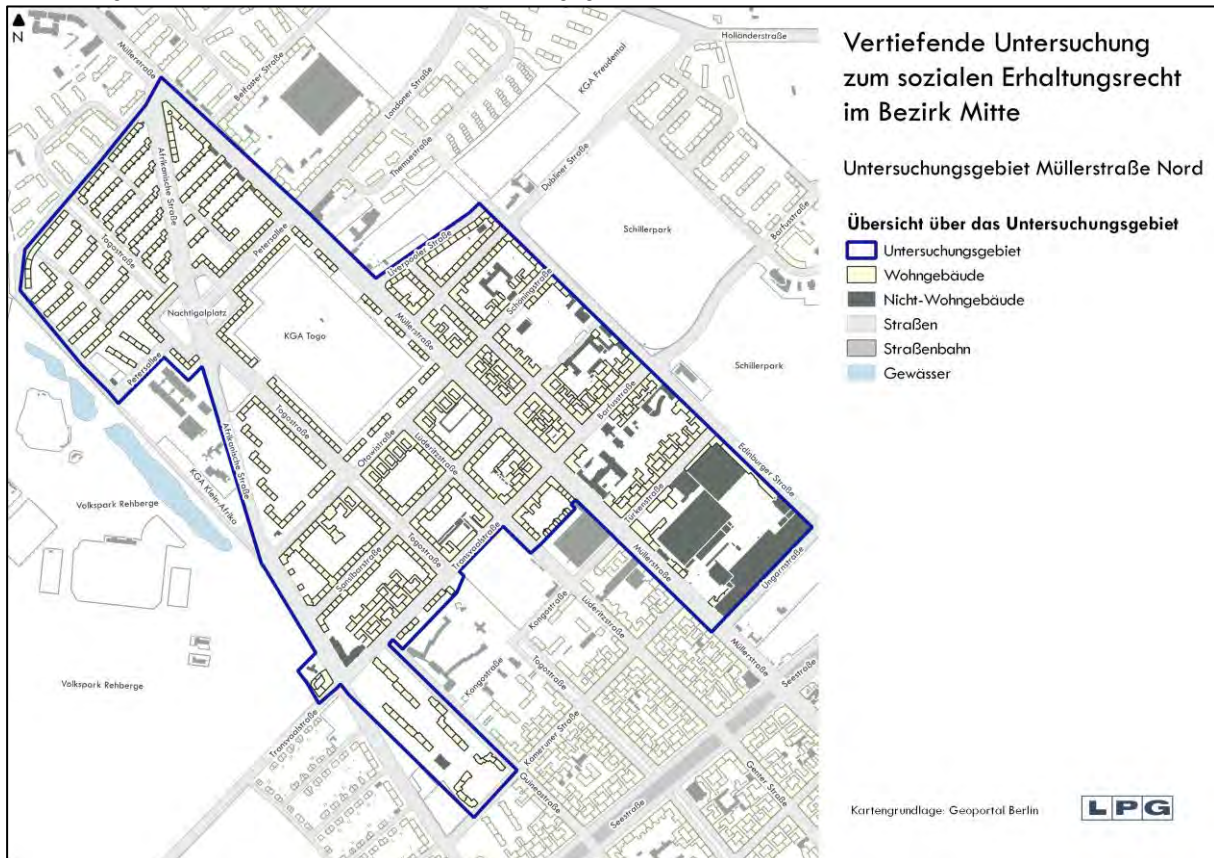 N
Vertiefende Untersuchung
zum sozialen Erhaltungsrecht
im Bezirk Mitte
Untersuchungsgebiet Müllerstraße Nord
Übersicht über das Untersuchungsgebiet
Untersuchungsgebiet
Wohngebäude
Nicht-Wohngebäude
Straßen
Straßenbahn
Gewässer
Müllerstraße
Belfaster Straße
Londoner Straße
Themsestraße
KGA Freudental
Holländerstraße
Dubliner Straße
Schillerpark
Barfusstraße
Afrikanische Straße
Petersallee
Togostraße
Nachtigalplatz
KGA Togo
Liverpooler Straße
Schöningstraße
Müllerstraße
Schillerpark
Petersallee
Barfusstraße
Togostraße
Otawistraße
Lüderitzstraße
Afrikanische Straße
KGA Klein-Afrika
Edinburger Straße
Volkspark Rehberge
Türkenstraße
Togostraße
Transvaalstraße
Sansibarstraße
Müllerstraße
Ungarnstraße
Kongostraße
Lüderitzstraße
Müllerstraße
Seestraße
Kongostraße
Togostraße
Volkspark Rehberge
Transvaalstraße
Kameruner Straße
Guineastraße
Genter Straße
Seestraße
Kartengrundlage: Geoportal Berlin
LPG